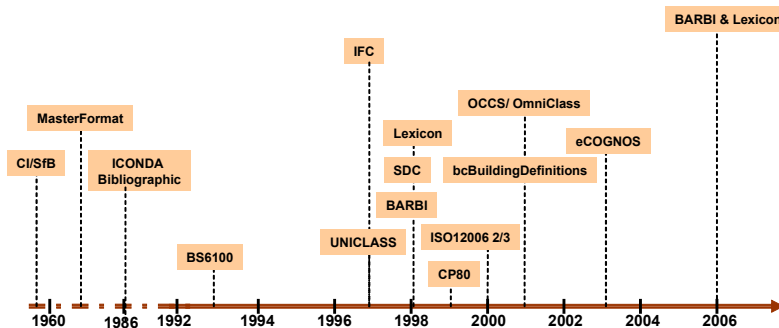 BARBI & Lexicon
IFC
OCCS/ OmniClass
MasterFormat
Lexicon
eCOGNOS
CI/SfB
ICONDA
Bibliographic
SDC
bcBuildingDefinitions
BARBI
UNICLASS
ISO12006 2/3
BS6100
CP80
1960
1986
1992
1994
1996
1998
2000
2002
2004
2006